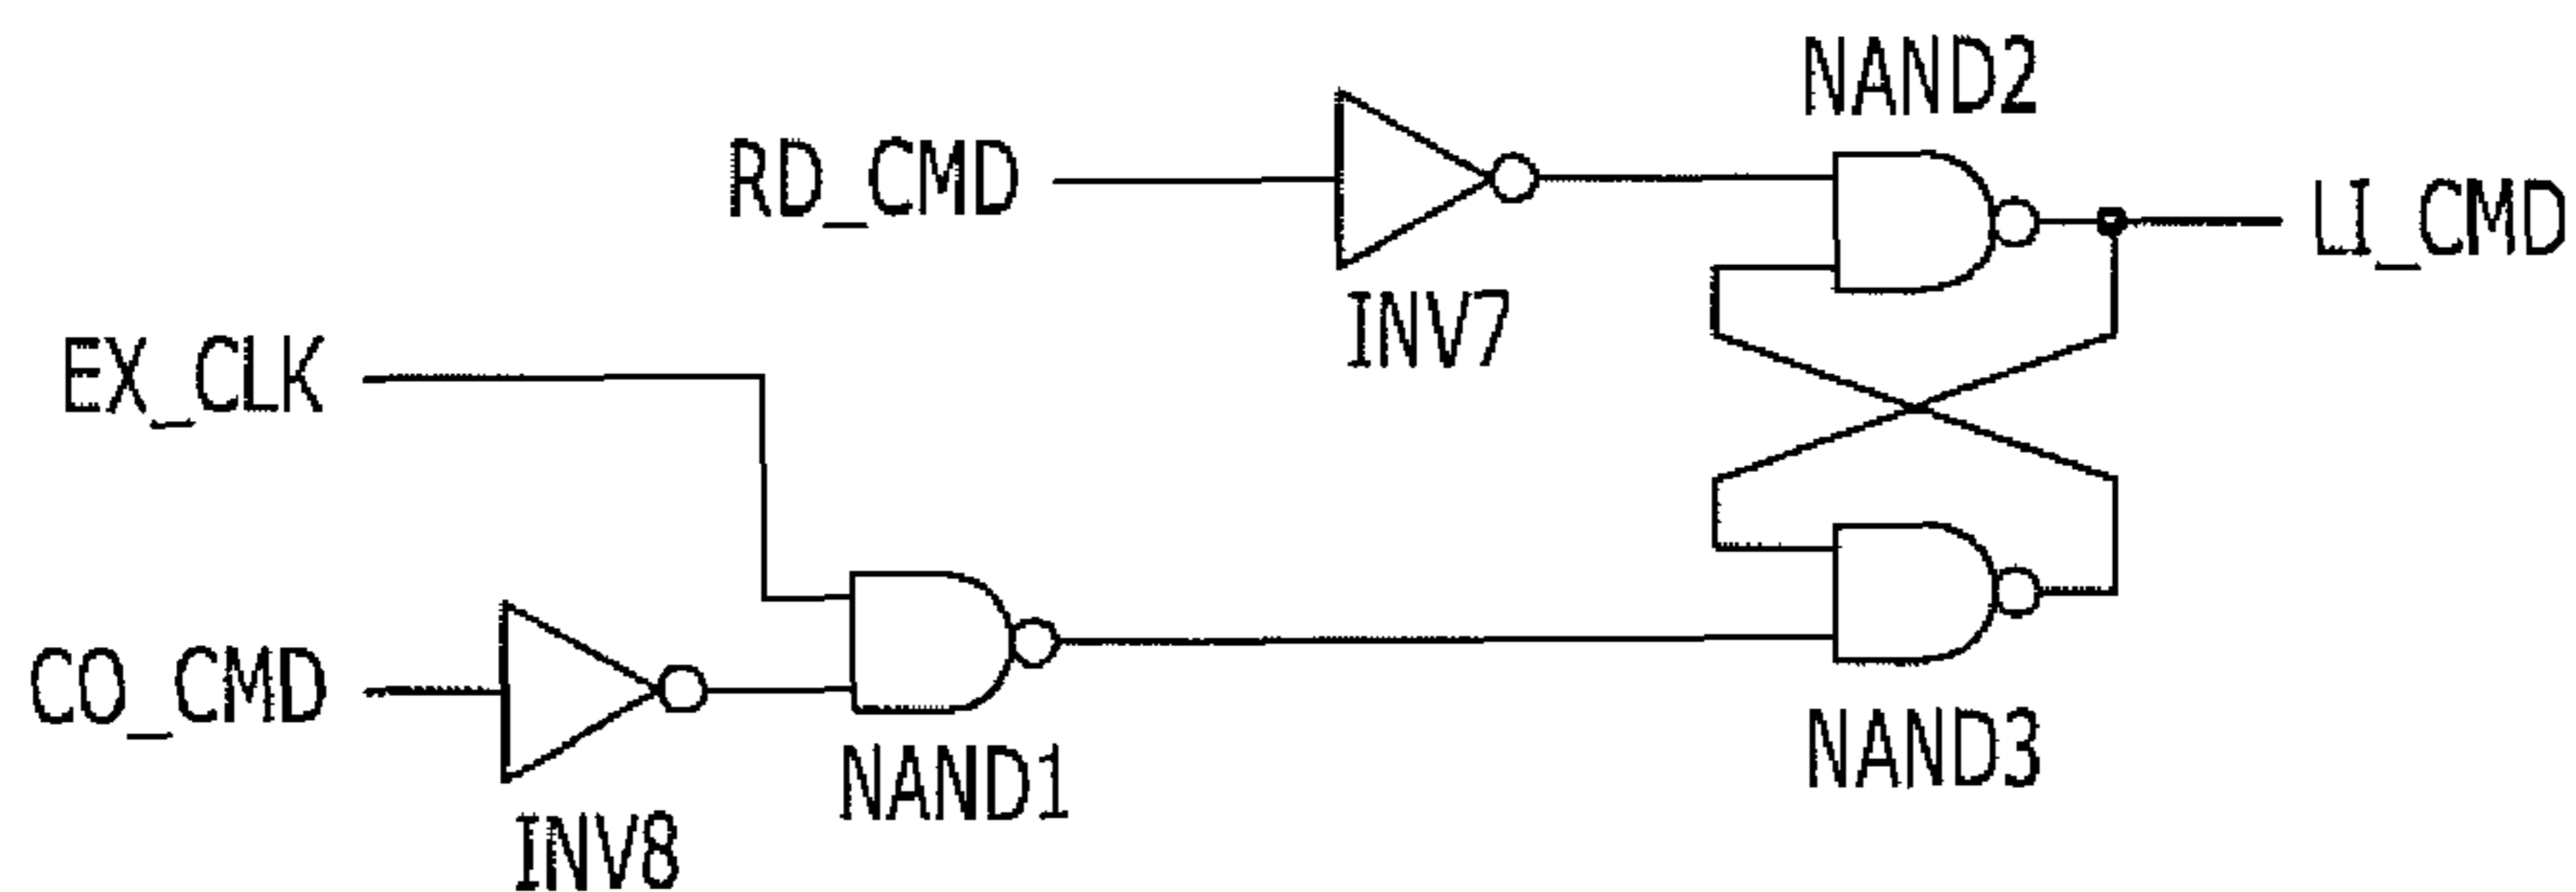 NAND2
RD_CMD
LI_CMD
INV7
EX_CLK
CO_CMD
NAND1
NAND3
INV8